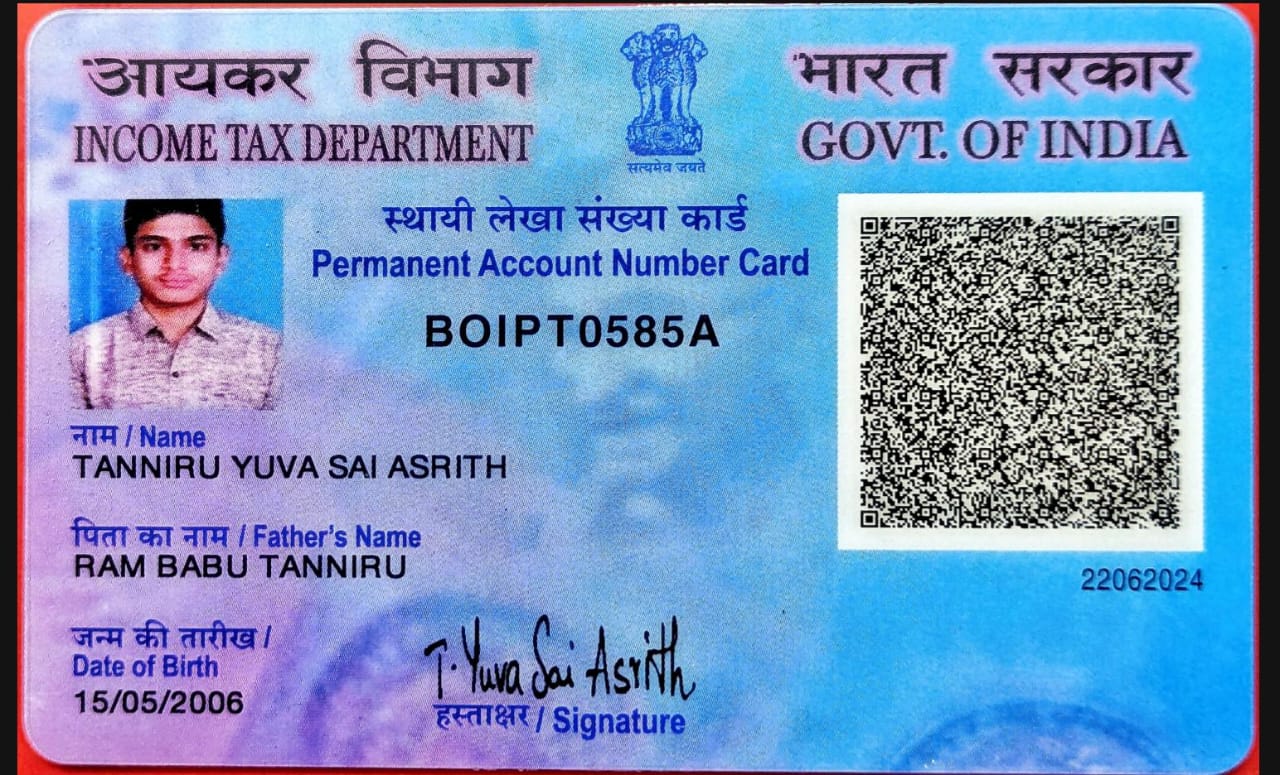 आयकर विभाग
INCOME TAX DEPARTMENT
सत्यमेव जयते
भारत सरकार
GOVT. OF INDIA
स्थायी लेखा संख्या कार्ड
Permanent Account Number Card
BOIPT0585A
नाम / Name
TANNIRU YUVA SAI ASRITH
पिता का नाम / Father's Name
RAM BABU TANNIRU
22062024
जन्म की तारीख /
Date of Birth
15/05/2006
T. Yuva Sai Asrith
हस्ताक्षर / Signature